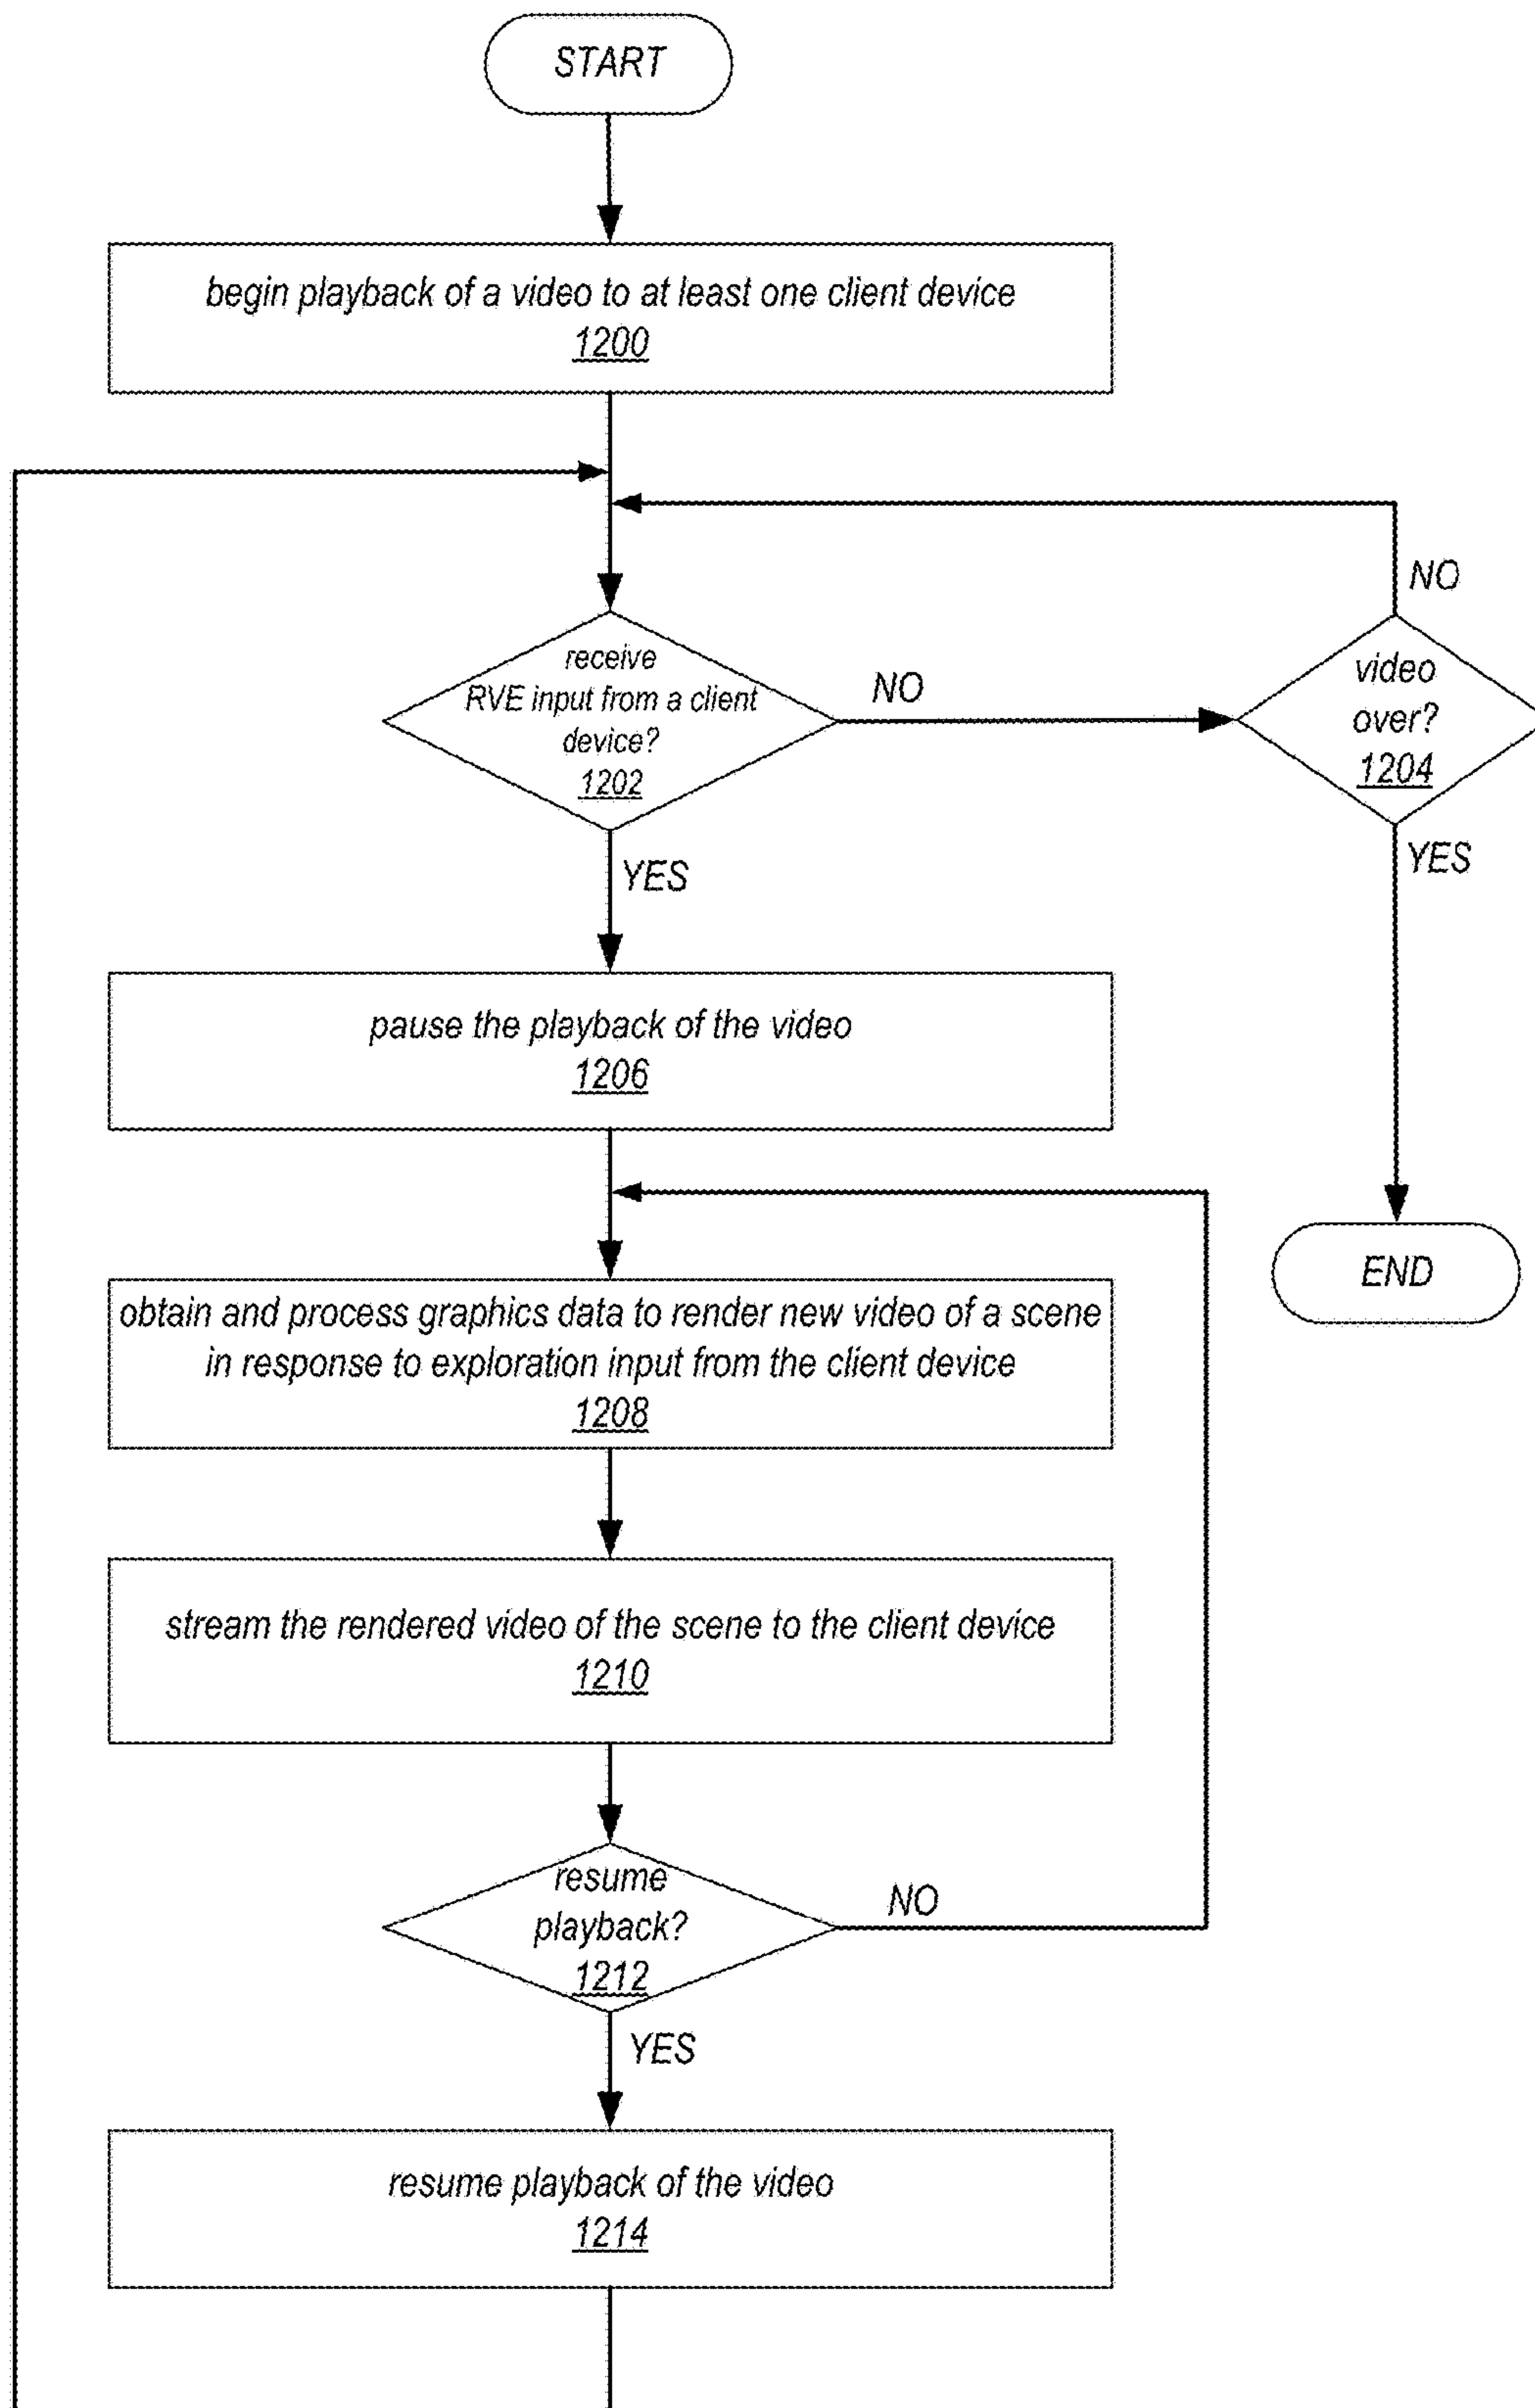 START
begin playback of a video to at least one client device
1200
receive
RVE input from a client
device?
1202
NO
video
over?
1204
NO
YES
YES
pause the playback of the video
1206
END
obtain and process graphics data to render new video of a scene
in response to exploration input from the client device
1208
stream the rendered video of the scene to the client device
1210
resume
playback?
1212
NO
YES
resume playback of the video
1214